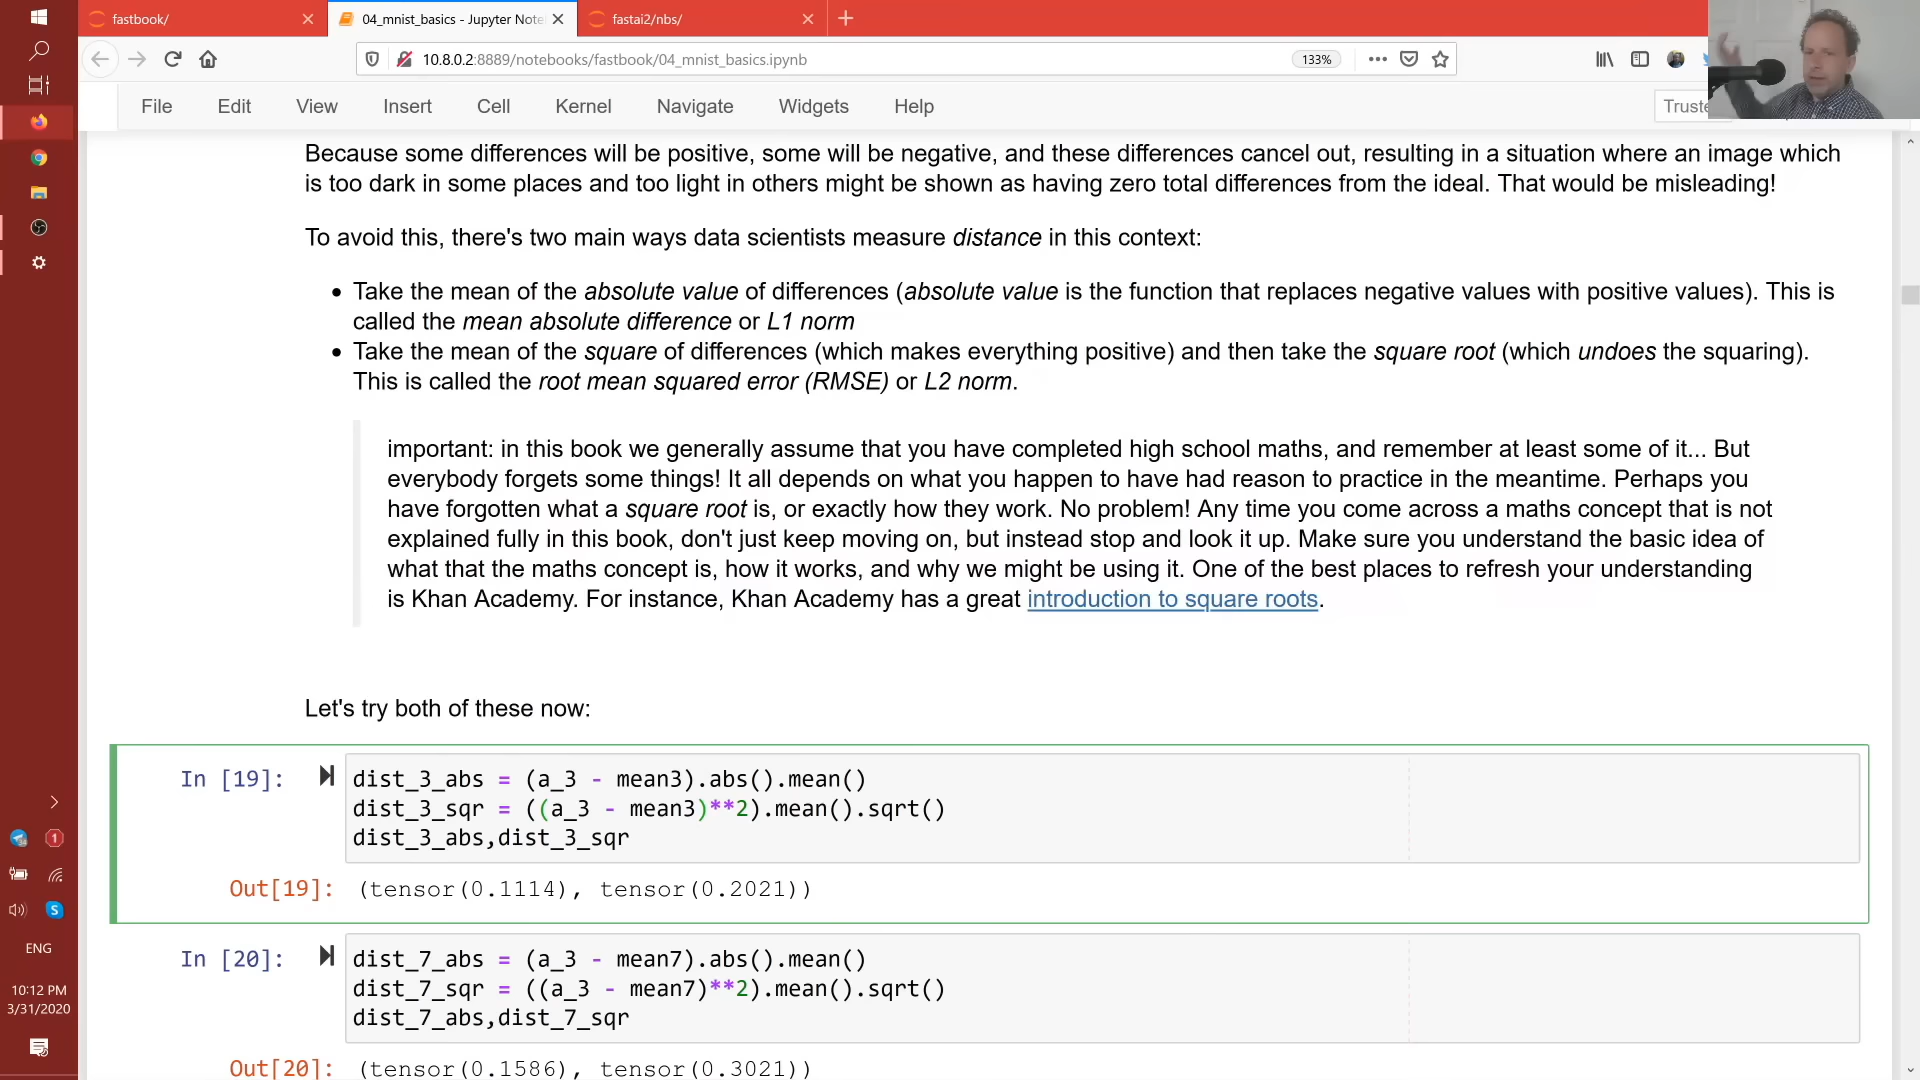 fastbook/
04_mnist_basics - Jupyter Note
fastai2/nbs/
10.8.0.2:8889/notebooks/fastbook/04_mnist_basics.ipynb
133%
File Edit View Insert Cell Kernel Navigate Widgets Help
Truste
Because some differences will be positive, some will be negative, and these differences cancel out, resulting in a situation where an image which
is too dark in some places and too light in others might be shown as having zero total differences from the ideal. That would be misleading!
To avoid this, there's two main ways data scientists measure distance in this context:
• Take the mean of the absolute value of differences (absolute value is the function that replaces negative values with positive values). This is
called the mean absolute difference or L1 norm
• Take the mean of the square of differences (which makes everything positive) and then take the square root (which undoes the squaring).
This is called the root mean squared error (RMSE) or L2 norm.
important: in this book we generally assume that you have completed high school maths, and remember at least some of it... But
everybody forgets some things! It all depends on what you happen to have had reason to practice in the meantime. Perhaps you
have forgotten what a square root is, or exactly how they work. No problem! Any time you come across a maths concept that is not
explained fully in this book, don't just keep moving on, but instead stop and look it up. Make sure you understand the basic idea of
what that the maths concept is, how it works, and why we might be using it. One of the best places to refresh your understanding
is Khan Academy. For instance, Khan Academy has a great introduction to square roots.
Let's try both of these now:
In [19]:
dist_3_abs = (a_3 - mean3).abs().mean()
dist_3_sqr = ((a_3 - mean3)**2).mean().sqrt()
dist_3_abs,dist_3_sqr
Out[19]: (tensor(0.1114), tensor(0.2021))
In [20]:
dist_7_abs = (a_3 - mean7).abs().mean()
dist_7_sqr = ((a_3 - mean7)**2).mean().sqrt()
dist_7_abs,dist_7_sqr
Out[20]: (tensor(0.1586), tensor(0.3021))
1
S
ENG
10:12 PM
3/31/2020